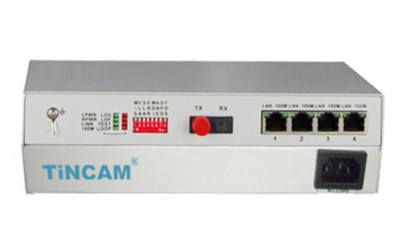 LPWR LOS
RPWR LOF
LINK TEST
100M LOOP
TX RX
LNK 100M LNK 100M LNK 100M LNK 100M
1 2 3 4
TiNCAM®